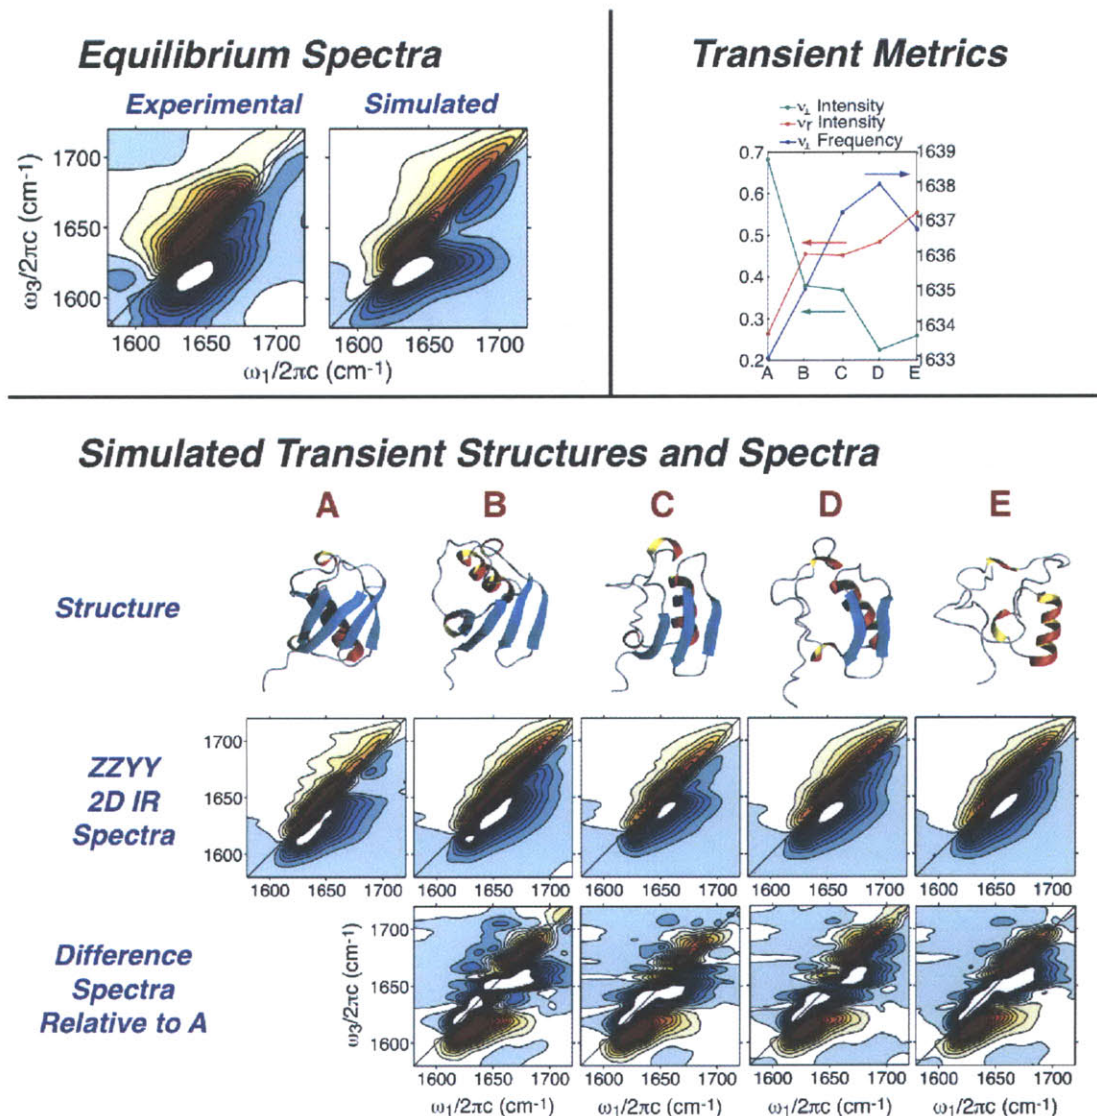 Equilibrium Spectra
Experimental Simulated
1700
1650
1600
ω3/2πc (cm-1)
1600 1650 1700 1600 1650 1700
ω1/2πc (cm-1)
Transient Metrics
ν⊥ Intensity
νr Intensity
ν⊥ Frequency
0.7
0.6
0.5
0.4
0.3
0.2
1639
1638
1637
1636
1635
1634
1633
A B C D E
Simulated Transient Structures and Spectra
A B C D E
Structure
ZZYY
2D IR
Spectra
1700
1650
1600
1600 1650 1700 1600 1650 1700 1600 1650 1700 1600 1650 1700 1600 1650 1700
Difference
Spectra
Relative to A
ω3/2πc (cm-1)
1700
1650
1600
1600 1650 1700 1600 1650 1700 1600 1650 1700 1600 1650 1700
ω1/2πc (cm-1) ω1/2πc (cm-1) ω1/2πc (cm-1) ω1/2πc (cm-1)